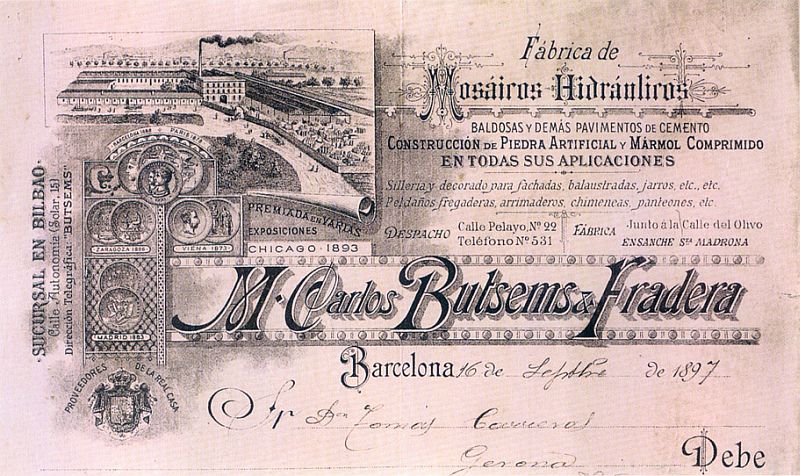 Fábrica de
Mosáicos Hidráulicos
BALDOSAS Y DEMÁS PAVIMENTOS DE CEMENTO
CONSTRUCCIÓN DE PIEDRA ARTIFICIAL Y MÁRMOL COMPRIMIDO
EN TODAS SUS APLICACIONES
Sillería y decorado para fachadas, balaustradas, jarros, etc., etc.
Peldaños fregaderas, arrimaderos, chimeneas, panteones, etc.
DESPACHO Calle Pelayo, Nº 22
Teléfono Nº 531
FÁBRICA Junto á la Calle del Olivo
ENSANCHE Sta MADRONA
BARCELONA 1888 PARIS 1878
ZARAGOZA 1886
VIENA 1873
MADRID 1883
PREMIADA EN VARIAS
EXPOSICIONES
CHICAGO · 1893
· SUCURSAL EN BILBAO ·
Calle Autonomía (Solar, 15)
Dirección Telegráfica: "BUTSEMS"
M. Carlos Butsems & Fradera
PROVEEDORES DE LA REAL CASA
Barcelona 16 de Sepbre de 1897
Sr Dn Tomás Carreras
Gerona
Debe